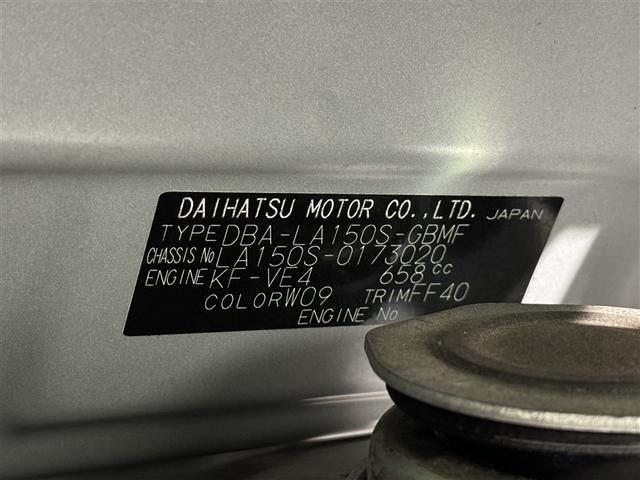 DAIHATSU MOTOR CO.,LTD. JAPAN
TYPE DBA-LA150S-GBMF
CHASSIS No LA150S-0173020
ENGINE KF-VE4 658cc
COLOR W09 TRIM FF40
ENGINE No